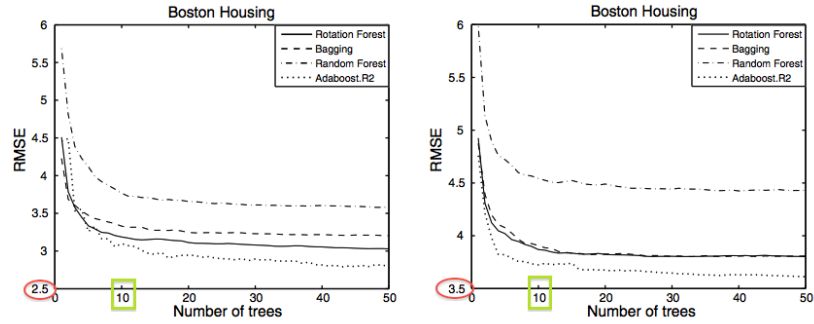 Boston Housing
6
5.5
5
4.5
4
3.5
3
2.5
RMSE
Rotation Forest
Bagging
Random Forest
Adaboost.R2
0 10 20 30 40 50
Number of trees
Boston Housing
6
5.5
5
4.5
4
3.5
RMSE
Rotation Forest
Bagging
Random Forest
Adaboost.R2
0 10 20 30 40 50
Number of trees